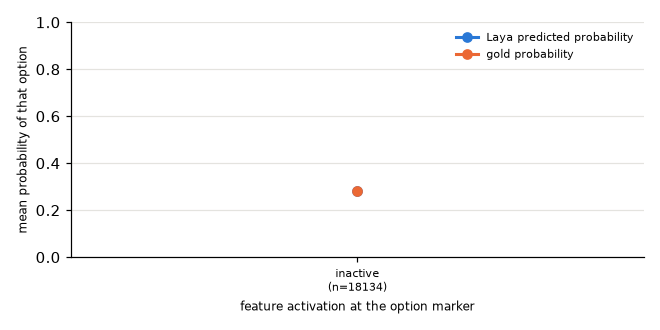 1.0
0.8
0.6
0.4
0.2
0.0
mean probability of that option
Laya predicted probability
gold probability
inactive
(n=18134)
feature activation at the option marker